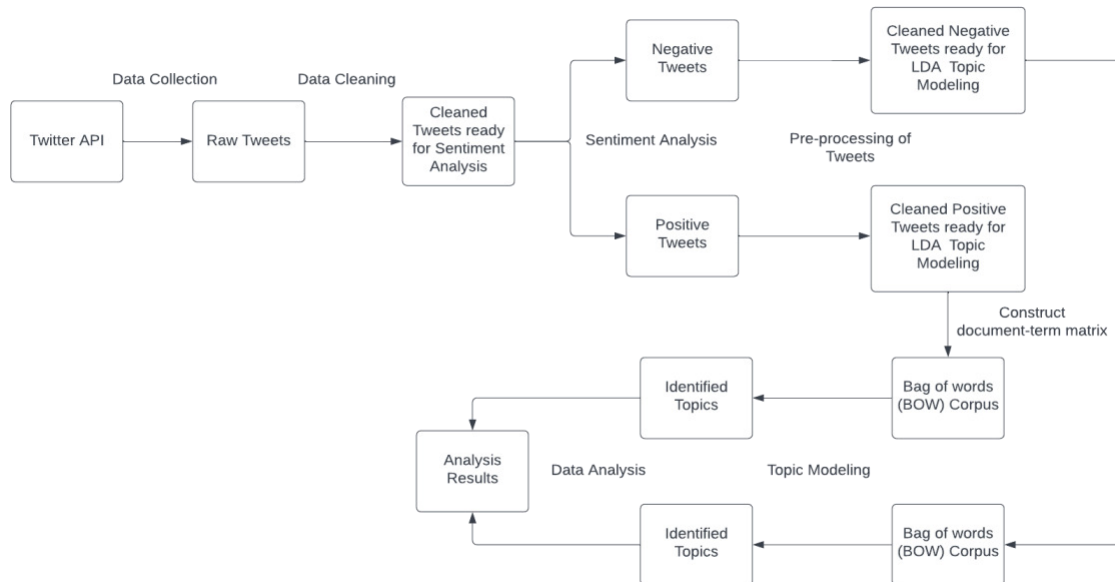 Data Collection
Data Cleaning
Twitter API
Raw Tweets
Cleaned
Tweets ready
for Sentiment
Analysis
Negative
Tweets
Cleaned Negative
Tweets ready for
LDA Topic
Modeling
Sentiment Analysis
Pre-processing of
Tweets
Positive
Tweets
Cleaned Positive
Tweets ready for
LDA Topic
Modeling
Construct
document-term matrix
Identified
Topics
Bag of words
(BOW) Corpus
Analysis
Results
Data Analysis
Topic Modeling
Identified
Topics
Bag of words
(BOW) Corpus